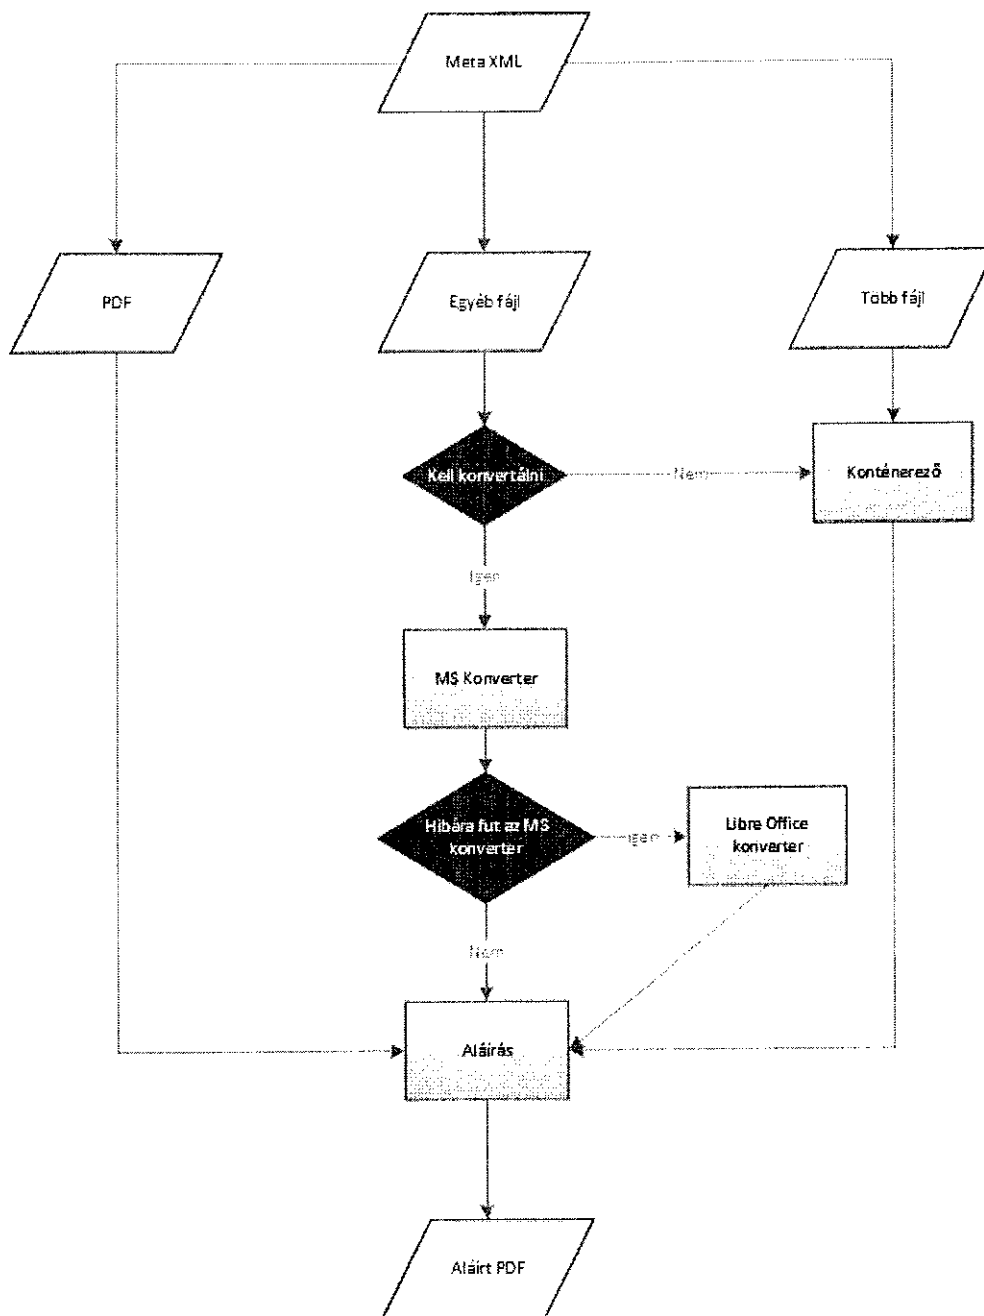 Meta XML
PDF
Egyéb fájl
Több fájl
Kell konvertálni
Nem
Konténerező
Igen
MS Konverter
Hibára fut az MS
konverter
Igen
Libre Office
konverter
Nem
Aláírás
Aláírt PDF